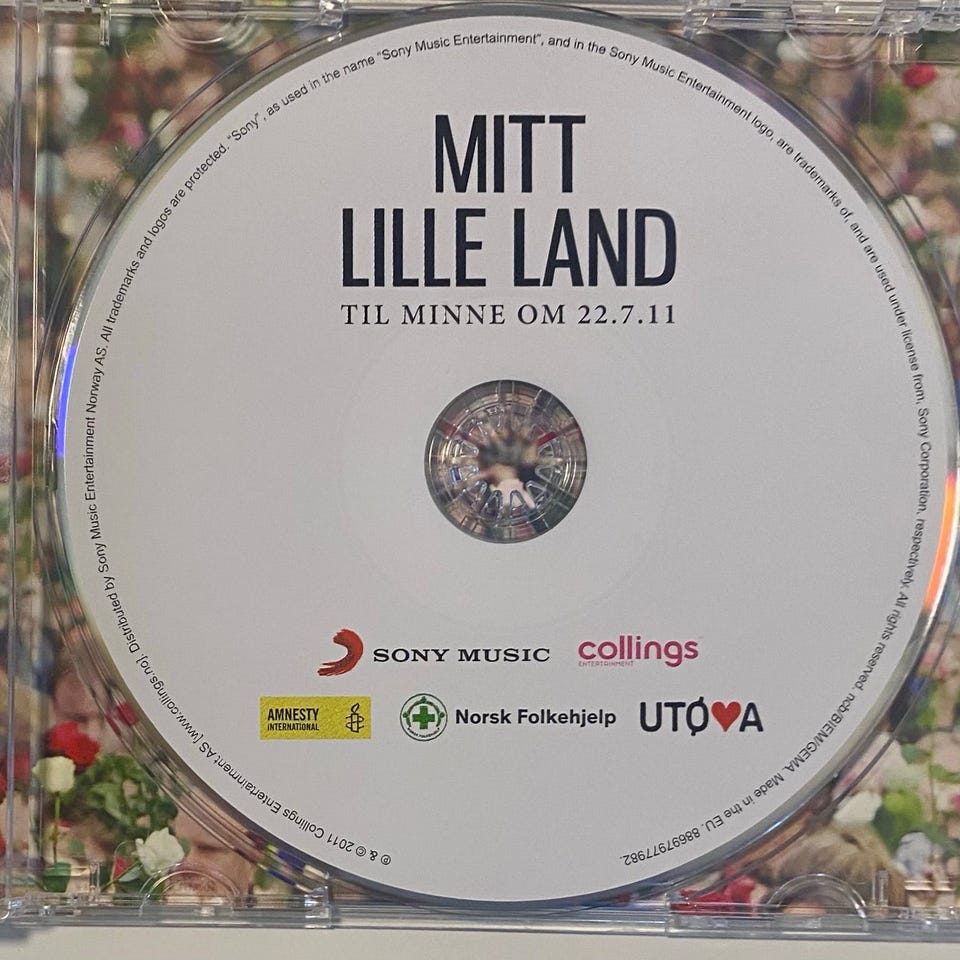 MITT
LILLE LAND
TIL MINNE OM 22.7.11
SONY MUSIC
collings
ENTERTAINMENT
AMNESTY
INTERNATIONAL
NORSK FOLKEHJELP
Norsk Folkehjelp
UTØ♥A
℗ & © 2011 Collings Entertainment AS [www.collings.no]. Distributed by Sony Music Entertainment Norway AS. All trademarks and logos are protected. "Sony", as used in the name "Sony Music Entertainment", and in the Sony Music Entertainment logo, are trademarks of, and are used under license from, Sony Corporation, respectively. All rights reserved. ncb/BIEM/GEMA. Made in the EU. 88697977982.